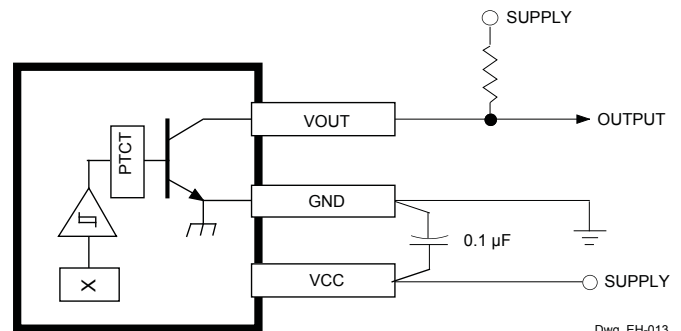 SUPPLY
VOUT
OUTPUT
PTCT
GND
0.1 µF
X
VCC
SUPPLY
Dwg. EH-013